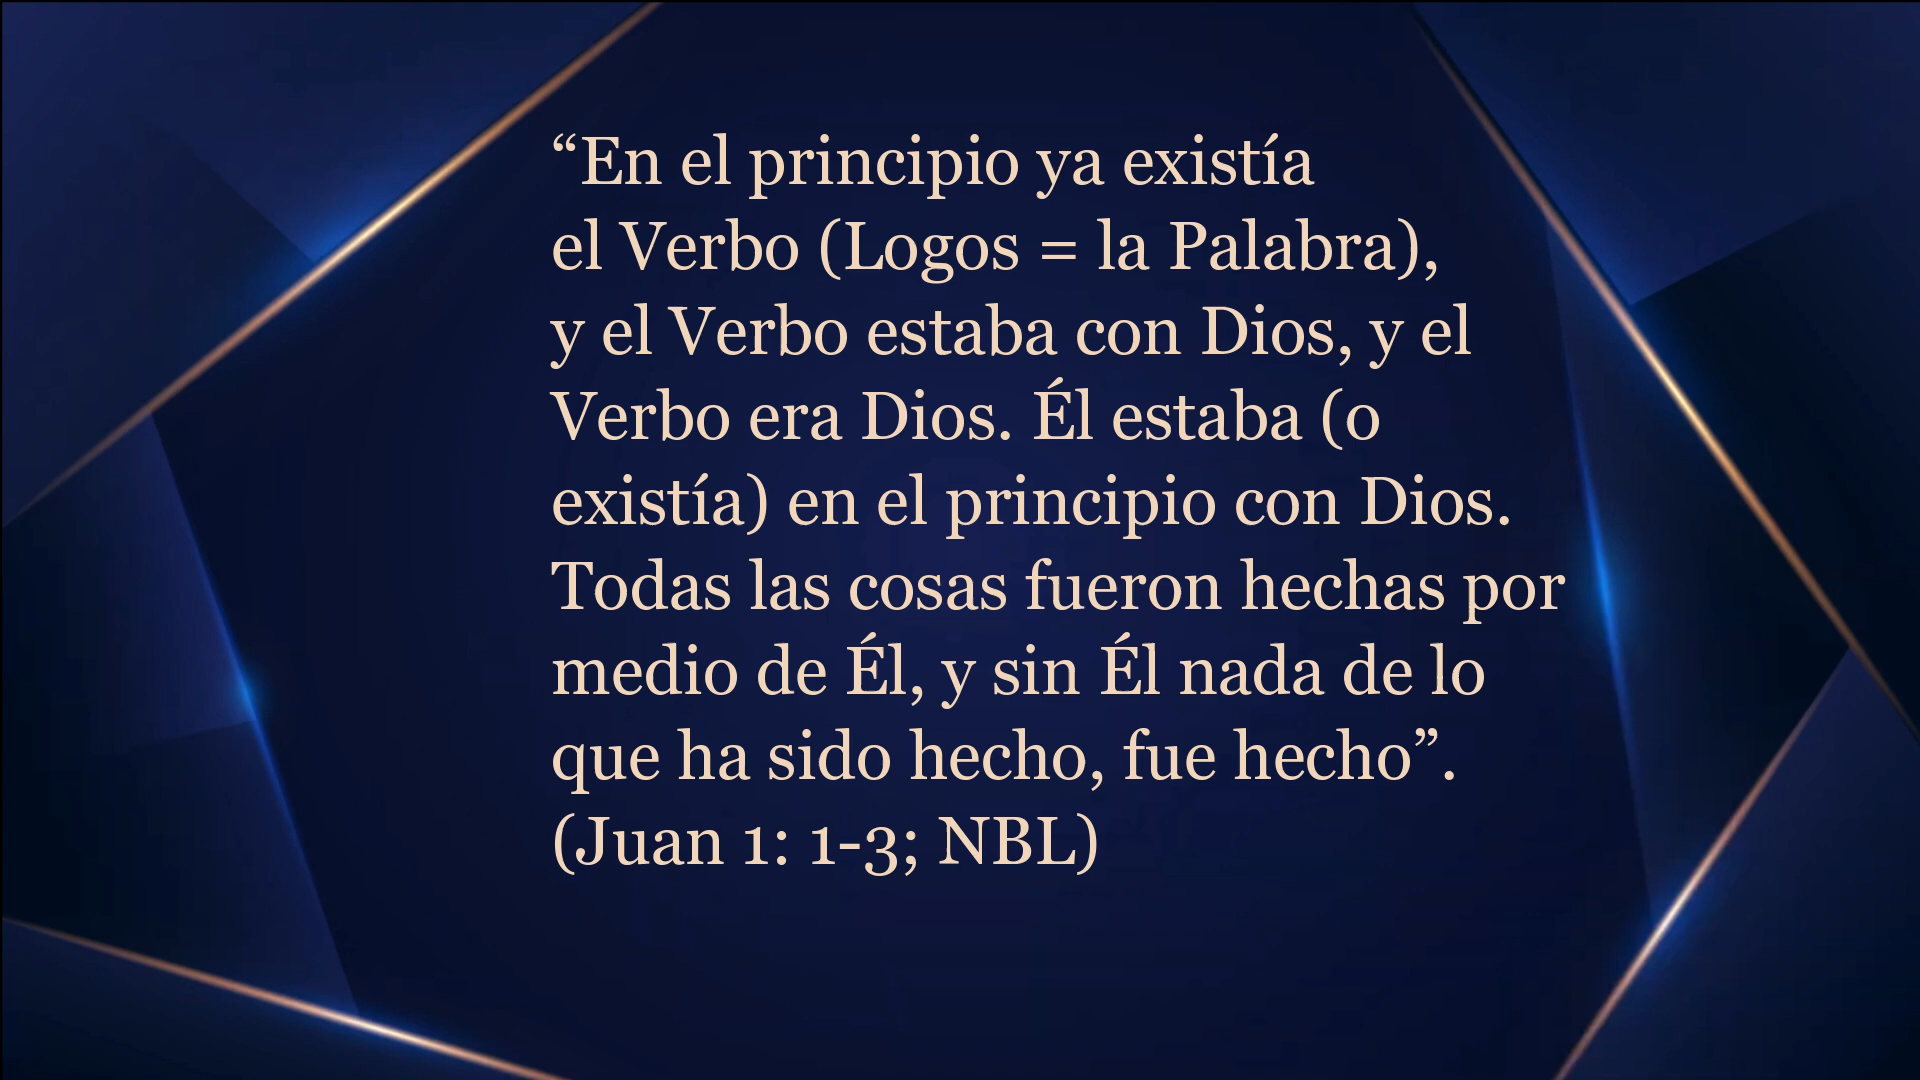 “En el principio ya existía
el Verbo (Logos = la Palabra),
y el Verbo estaba con Dios, y el
Verbo era Dios. Él estaba (o
existía) en el principio con Dios.
Todas las cosas fueron hechas por
medio de Él, y sin Él nada de lo
que ha sido hecho, fue hecho”.
(Juan 1: 1-3; NBL)